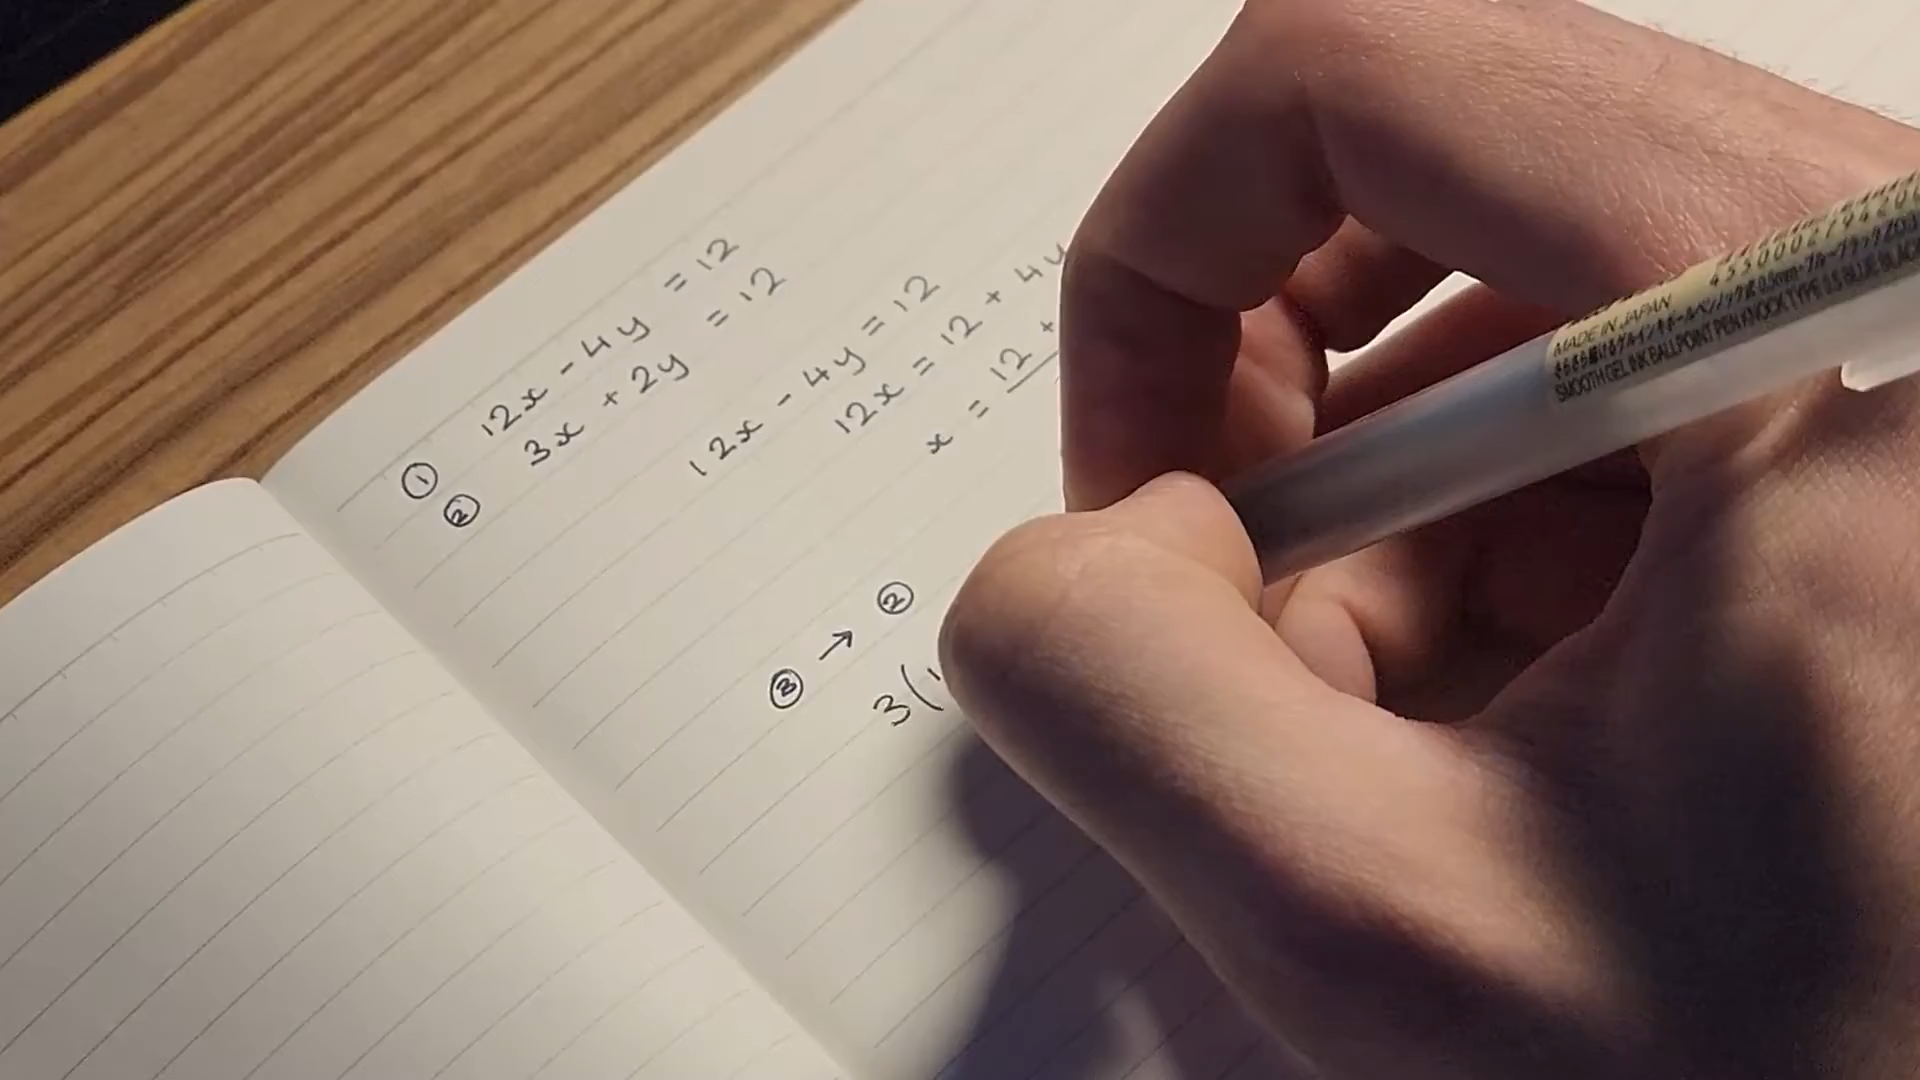 ① 12x - 4y = 12
② 3x + 2y = 12
12x - 4y = 12
12x = 12 + 4y
x = 12 +
③ → ②
3(1
MADE IN JAPAN
SMOOTH GEL INK BALLPOINT PEN KNOCK TYPE 0.5 BLUE BLACK